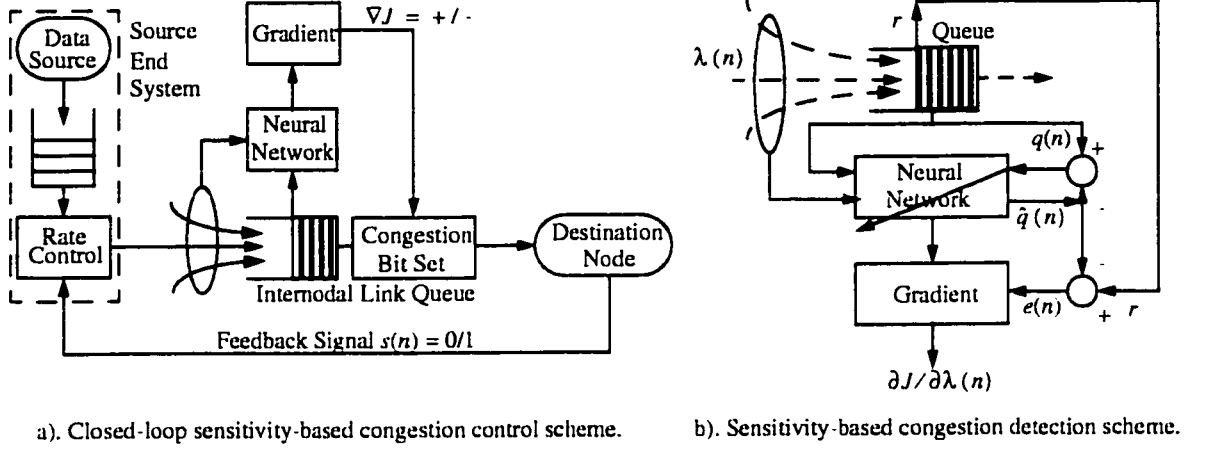 Data
Source
Source
End
System
Rate
Control
Gradient
∇J = + / -
Neural
Network
Internodal Link Queue
Congestion
Bit Set
Destination
Node
Feedback Signal s(n) = 0/1
a). Closed-loop sensitivity-based congestion control scheme.
r
Queue
λ(n)
q(n)
+
Neural
Network
q̂(n)
-
-
Gradient
e(n)
+
r
∂J/∂λ(n)
b). Sensitivity-based congestion detection scheme.